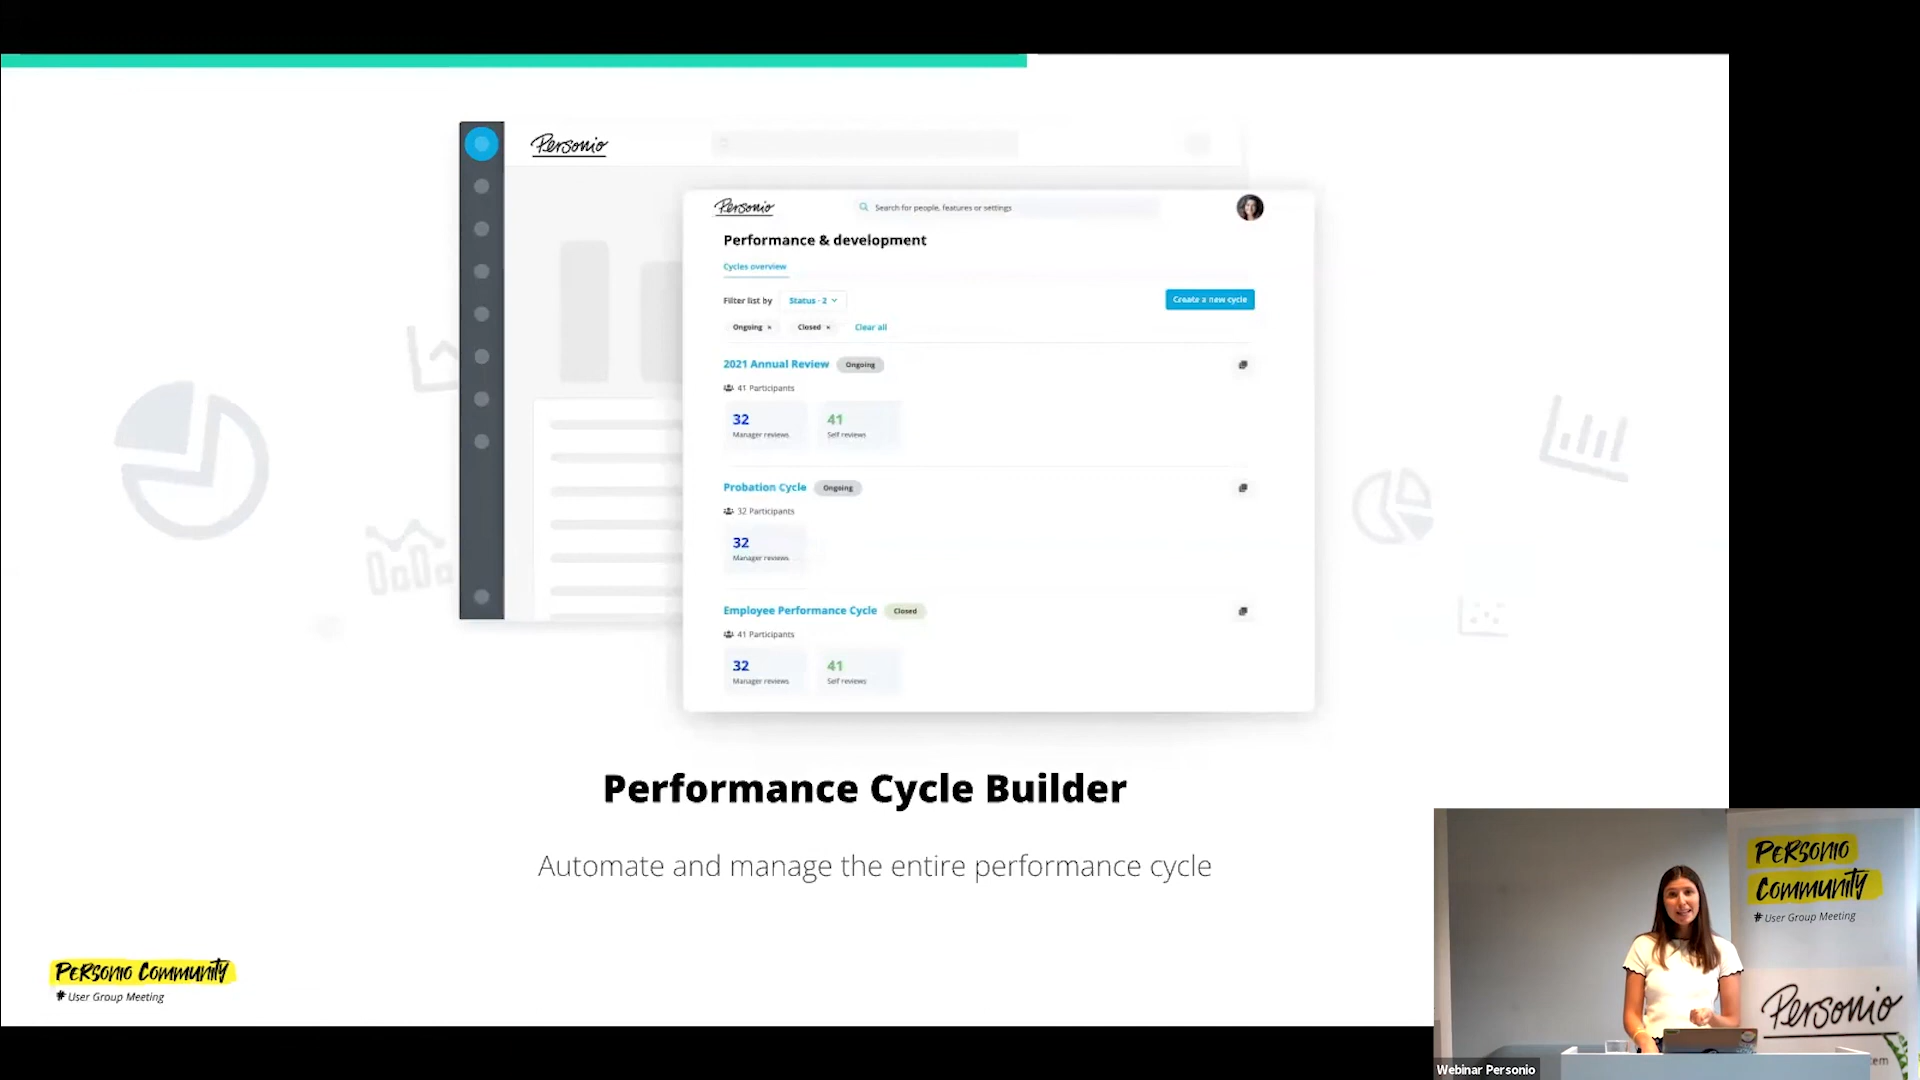 Personio
Personio
Search for people, features or settings
Performance & development
Cycles overview
Filter list by
Status · 2
Create a new cycle
Ongoing ×
Closed ×
Clear all
2021 Annual Review
Ongoing
41 Participants
32
Manager reviews
41
Self reviews
Probation Cycle
Ongoing
32 Participants
32
Manager reviews
Employee Performance Cycle
Closed
41 Participants
32
Manager reviews
41
Self reviews
Performance Cycle Builder
Automate and manage the entire performance cycle
Personio Community
# User Group Meeting
Personio
Community
# User Group Meeting
Personio
Webinar Personio